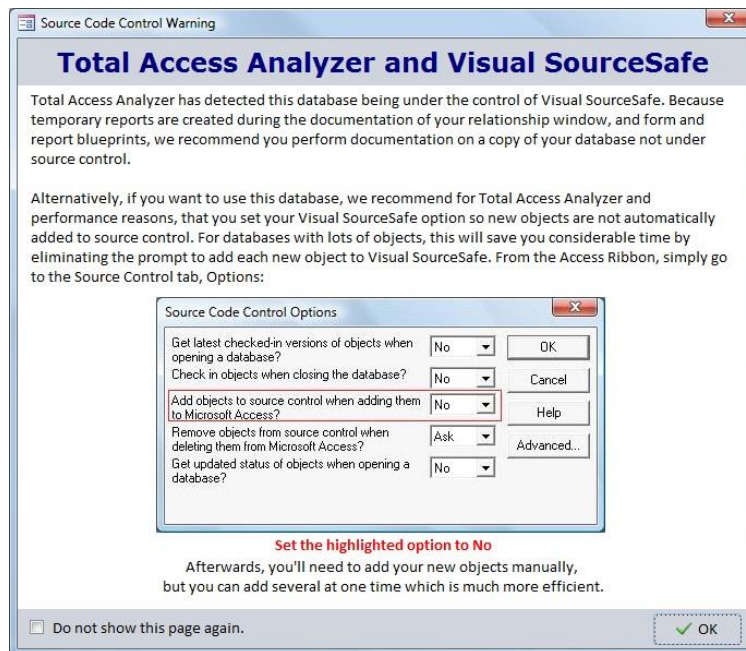 Source Code Control Warning
Total Access Analyzer and Visual SourceSafe
Total Access Analyzer has detected this database being under the control of Visual SourceSafe. Because
temporary reports are created during the documentation of your relationship window, and form and
report blueprints, we recommend you perform documentation on a copy of your database not under
source control.
Alternatively, if you want to use this database, we recommend for Total Access Analyzer and
performance reasons, that you set your Visual SourceSafe option so new objects are not automatically
added to source control. For databases with lots of objects, this will save you considerable time by
eliminating the prompt to add each new object to Visual SourceSafe. From the Access Ribbon, simply go
to the Source Control tab, Options:
Source Code Control Options
Get latest checked-in versions of objects when
opening a database?
No
OK
Check in objects when closing the database?
No
Cancel
Add objects to source control when adding them
to Microsoft Access?
No
Help
Remove objects from source control when
deleting them from Microsoft Access?
Ask
Advanced...
Get updated status of objects when opening a
database?
No
Set the highlighted option to No
Afterwards, you'll need to add your new objects manually,
but you can add several at one time which is much more efficient.
Do not show this page again.
OK